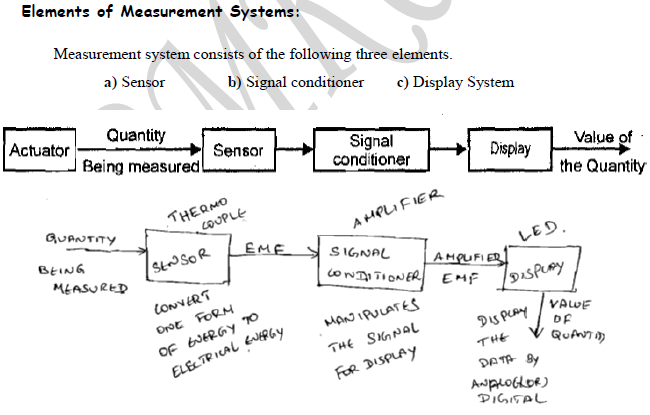 Elements of Measurement Systems:
Measurement system consists of the following three elements.
a) Sensor b) Signal conditioner c) Display System
Actuator
Quantity
Being measured
Sensor
Signal
conditioner
Display
Value of
the Quantity
THERMO
COUPLE
QUANTITY
BEING
MEASURED
SENSOR
EMF
CONVERT
ONE FORM
OF ENERGY TO
ELECTRICAL ENERGY
AMPLIFIER
SIGNAL
CONDITIONER
MANIPULATES
THE SIGNAL
FOR DISPLAY
AMPLIFIED
EMF
LED.
DISPLAY
VALUE
OF
DISPLAY
THE
DATA By
ANALOG(OR)
DIGITAL